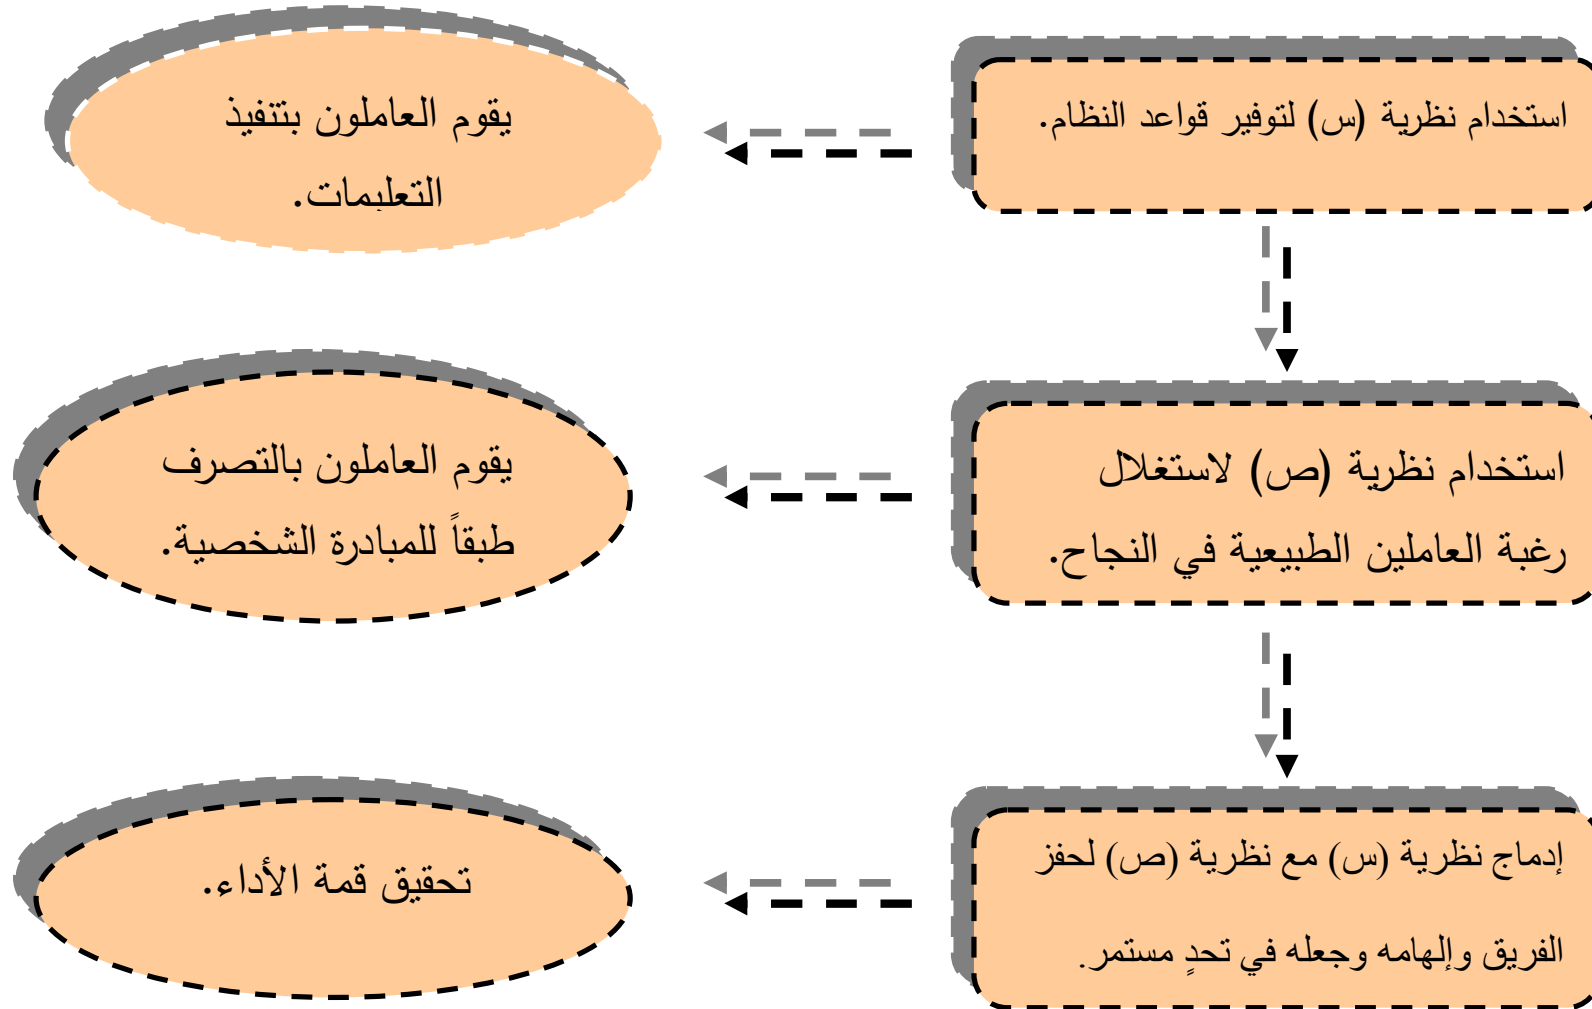 استخدام نظرية (س) لتوفير قواعد النظام.
يقوم العاملون بتنفيذ
التعليمات.
استخدام نظرية (ص) لاستغلال
رغبة العاملين الطبيعية في النجاح.
يقوم العاملون بالتصرف
طبقاً للمبادرة الشخصية.
إدماج نظرية (س) مع نظرية (ص) لحفز
الفريق وإلهامه وجعله في تحدٍ مستمر.
تحقيق قمة الأداء.